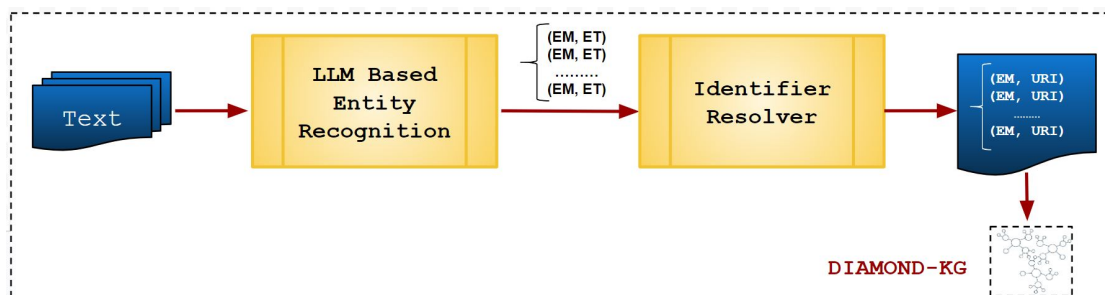 Text
LLM Based
Entity
Recognition
(EM, ET)
(EM, ET)
.........
(EM, ET)
Identifier
Resolver
(EM, URI)
(EM, URI)
.........
(EM, URI)
DIAMOND-KG